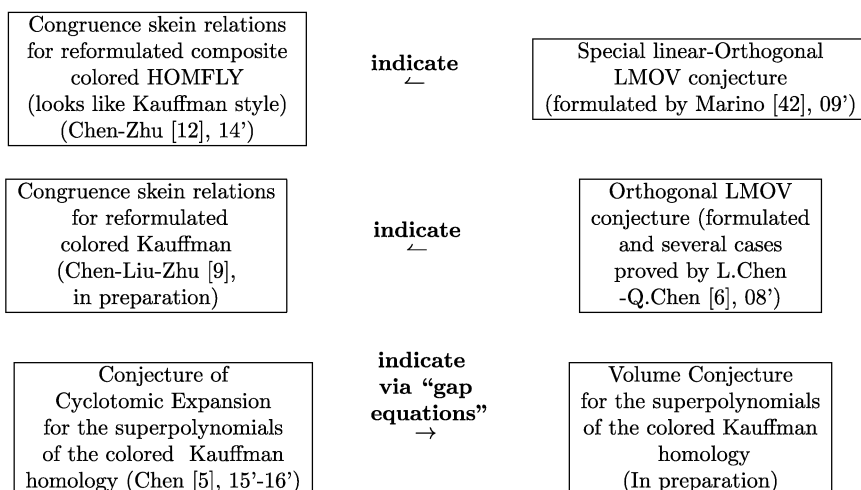 Congruence skein relations
for reformulated composite
colored HOMFLY
(looks like Kauffman style)
(Chen-Zhu [12], 14’)
indicate
↼
Special linear-Orthogonal
LMOV conjecture
(formulated by Marino [42], 09’)
Congruence skein relations
for reformulated
colored Kauffman
(Chen-Liu-Zhu [9],
in preparation)
indicate
↼
Orthogonal LMOV
conjecture (formulated
and several cases
proved by L.Chen
-Q.Chen [6], 08’)
Conjecture of
Cyclotomic Expansion
for the superpolynomials
of the colored Kauffman
homology (Chen [5], 15’-16’)
indicate
via “gap
equations”
→
Volume Conjecture
for the superpolynomials
of the colored Kauffman
homology
(In preparation)